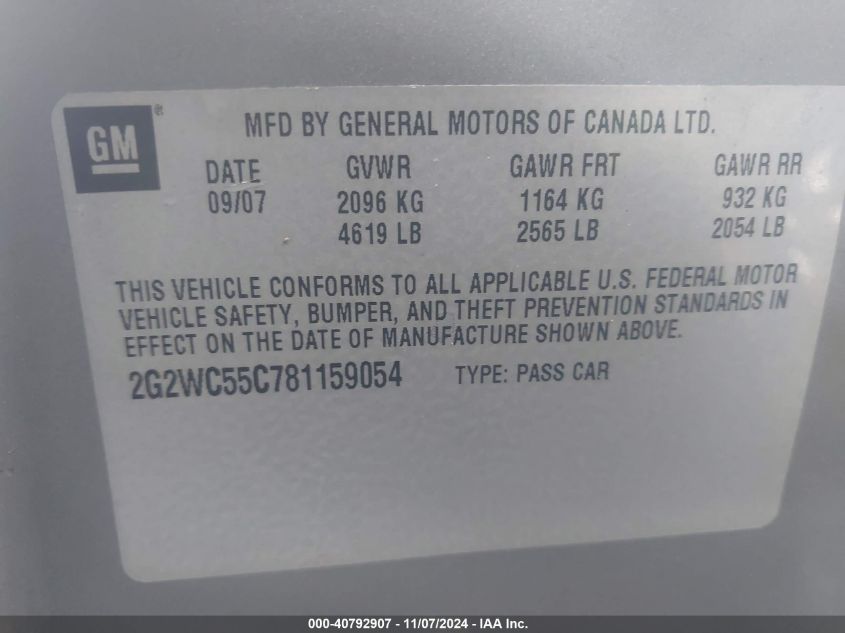 GM®
MFD BY GENERAL MOTORS OF CANADA LTD.
DATE GVWR GAWR FRT GAWR RR
09/07 2096 KG 1164 KG 932 KG
4619 LB 2565 LB 2054 LB
THIS VEHICLE CONFORMS TO ALL APPLICABLE U.S. FEDERAL MOTOR
VEHICLE SAFETY, BUMPER, AND THEFT PREVENTION STANDARDS IN
EFFECT ON THE DATE OF MANUFACTURE SHOWN ABOVE.
2G2WC55C781159054 TYPE: PASS CAR
000-40792907 - 11/07/2024 - IAA Inc.